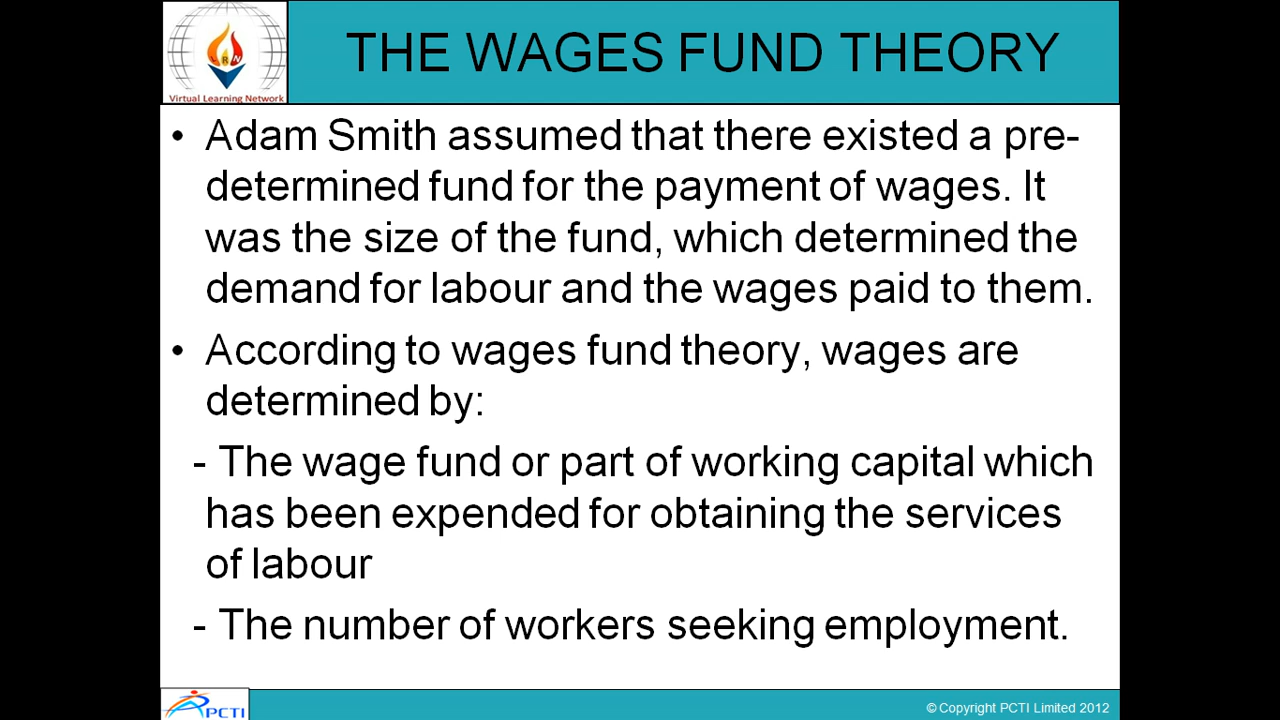 THE WAGES FUND THEORY
Virtual Learning Network
• Adam Smith assumed that there existed a pre-
determined fund for the payment of wages. It
was the size of the fund, which determined the
demand for labour and the wages paid to them.
• According to wages fund theory, wages are
determined by:
- The wage fund or part of working capital which
has been expended for obtaining the services
of labour
- The number of workers seeking employment.
PCTI
© Copyright PCTI Limited 2012